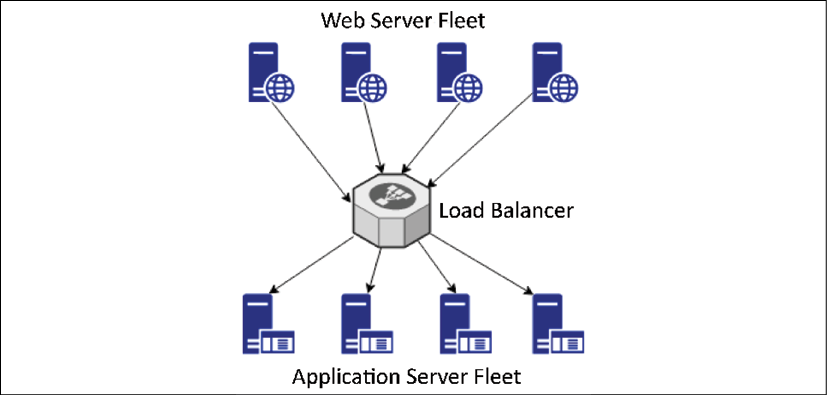 Web Server Fleet
Load Balancer
Application Server Fleet